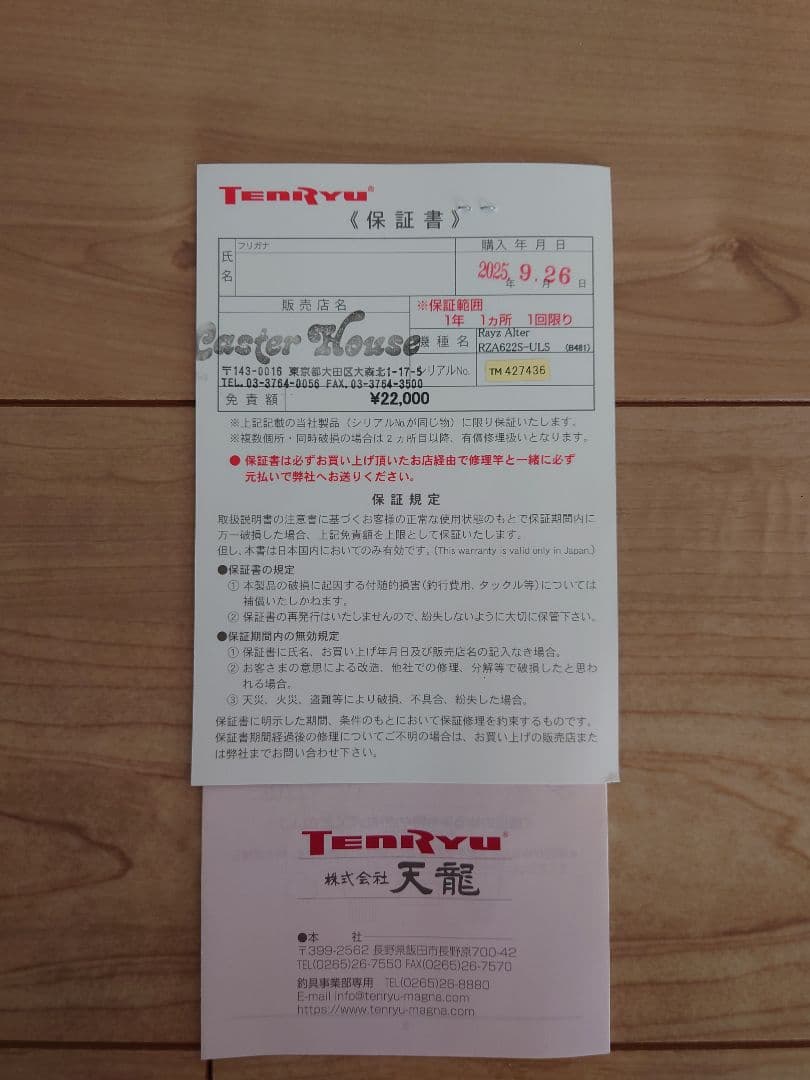 TENRYU®
《保証書》
フリガナ
氏名
購入年月日
2025年 9.月26日
販売店名
※保証範囲
1年 1ヵ所 1回限り
Caster House
機種名
Rayz Alter
RZA622S-ULS (B481)
〒143-0016 東京都大田区大森北1-17-5
シリアルNo.
TM 427436
TEL.03-3764-0056 FAX.03-3764-3500
免責額
¥22,000
※上記記載の当社製品(シリアル№が同じ物)に限り保証いたします。
※複数個所・同時破損の場合は2ヵ所目以降、有償修理扱いとなります。
●保証書は必ずお買い上げ頂いたお店経由で修理竿と一緒に必ず
元払いで弊社へお送りください。
保証規定
取扱説明書の注意書に基づくお客様の正常な使用状態のもとで保証期間内に
万一破損した場合、上記免責額を上限として保証いたします。
但し、本書は日本国内においてのみ有効です。(This warranty is valid only in Japan.)
●保証書の規定
①本製品の破損に起因する付随的損害(釣行費用、タックル等)については
補償いたしかねます。
②保証書の再発行はいたしませんので、紛失しないように大切に保管下さい。
●保証期間内の無効規定
①保証書に氏名、お買い上げ年月日及び販売店名の記入なき場合。
②お客さまの意思による改造、他社での修理、分解等で破損したと思わ
れる場合。
③天災、火災、盗難等により破損、不具合、紛失した場合。
保証書に明示した期間、条件のもとにおいて保証修理を約束するものです。
保証書期間経過後の修理についてご不明の場合は、お買い上げの販売店また
は弊社までお問い合わせ下さい。
TENRYU®
株式会社 天龍
●本 社
〒399-2562 長野県飯田市長野原700-42
TEL(0265)26-7550 FAX(0265)26-7570
釣具事業部専用 TEL(0265)26-8880
E-mail info@tenryu-magna.com
https://www.tenryu-magna.com